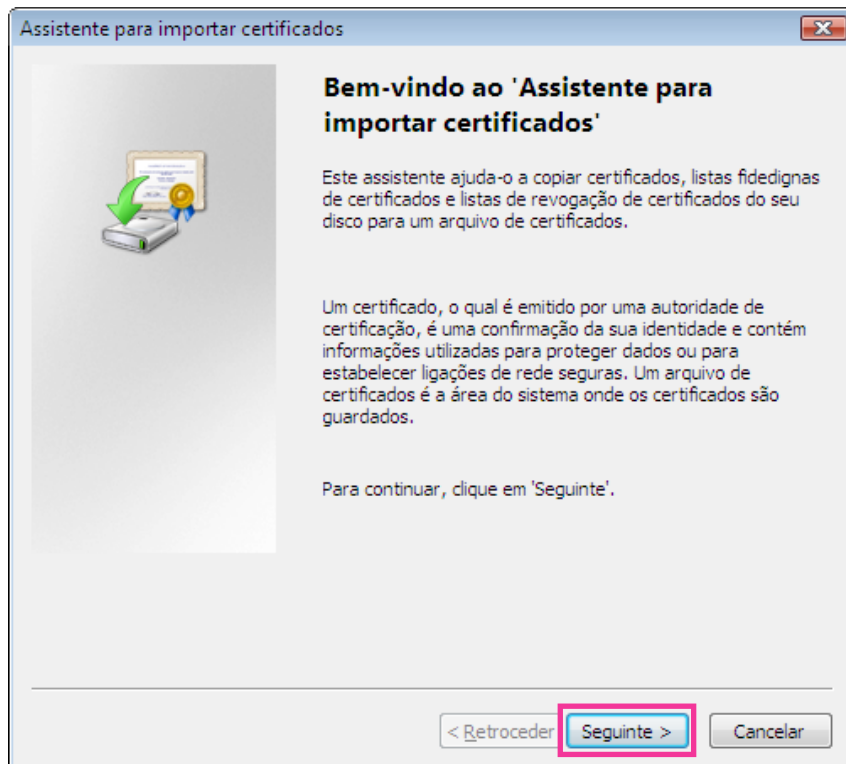 Assistente para importar certificados
Bem-vindo ao 'Assistente para
importar certificados'
Este assistente ajuda-o a copiar certificados, listas fidedignas
de certificados e listas de revogação de certificados do seu
disco para um arquivo de certificados.
Um certificado, o qual é emitido por uma autoridade de
certificação, é uma confirmação da sua identidade e contém
informações utilizadas para proteger dados ou para
estabelecer ligações de rede seguras. Um arquivo de
certificados é a área do sistema onde os certificados são
guardados.
Para continuar, clique em 'Seguinte'.
< Retroceder Seguinte > Cancelar